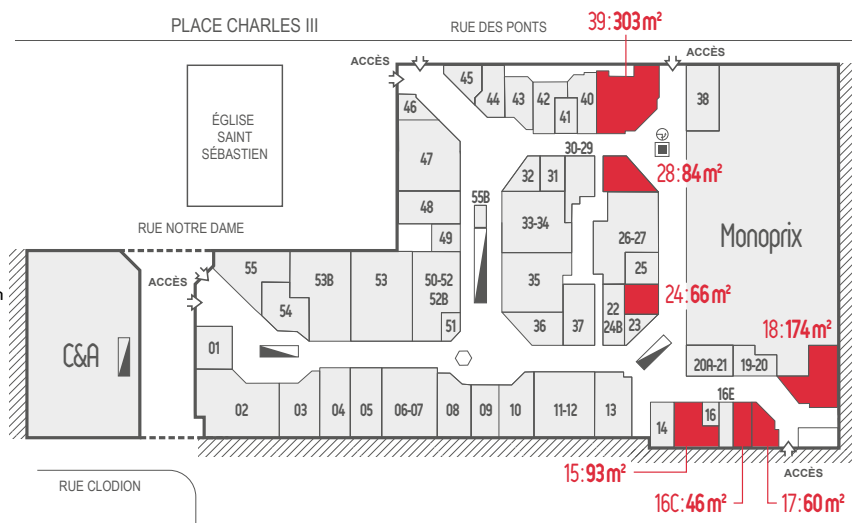 PLACE CHARLES III
RUE DES PONTS
39:303m²
ACCÈS
ACCÈS
ÉGLISE
SAINT
SÉBASTIEN
45
44
43
42
41
40
38
46
47
30-29
32
31
28:84m²
48
55B
33-34
26-27
Monoprix
RUE NOTRE DAME
49
25
ACCÈS
55
53B
53
50-52
52B
35
24:66m²
n
54
51
36
37
22
24B
23
18:174m²
C&A
01
20A-21
19-20
16E
02
03
04
05
06-07
08
09
10
11-12
13
14
16
15:93m²
ACCÈS
RUE CLODION
16C:46m²
17:60m²